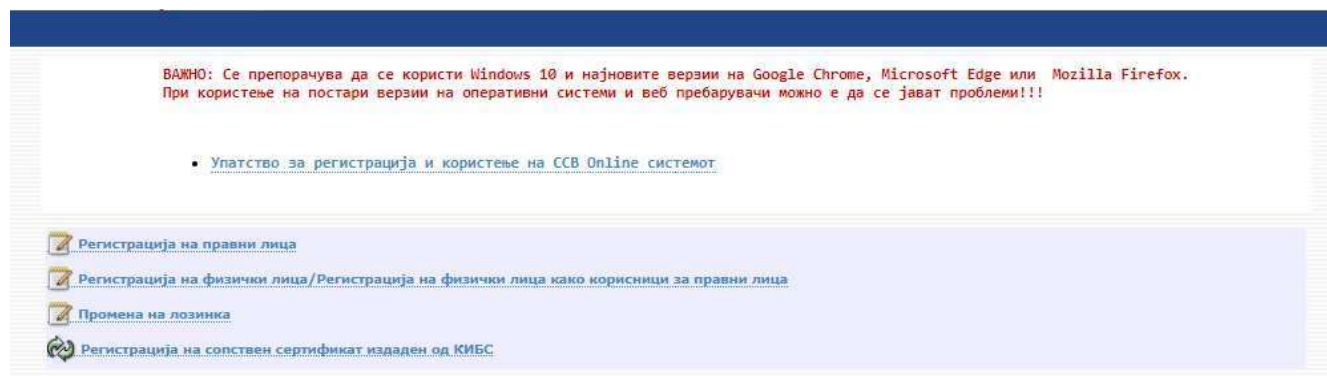 ВАЖНО: Се препорачува да се користи Windows 10 и најновите верзии на Google Chrome, Microsoft Edge или Mozilla Firefox.
При користење на постари верзии на оперативни системи и веб пребарувачи можно е да се јават проблеми!!!
• Упатство за регистрација и користење на CCB Online системот
Регистрација на правни лица
Регистрација на физички лица/Регистрација на физички лица како корисници за правни лица
Промена на лозинка
Регистрација на сопствен сертификат издаден од КИБС